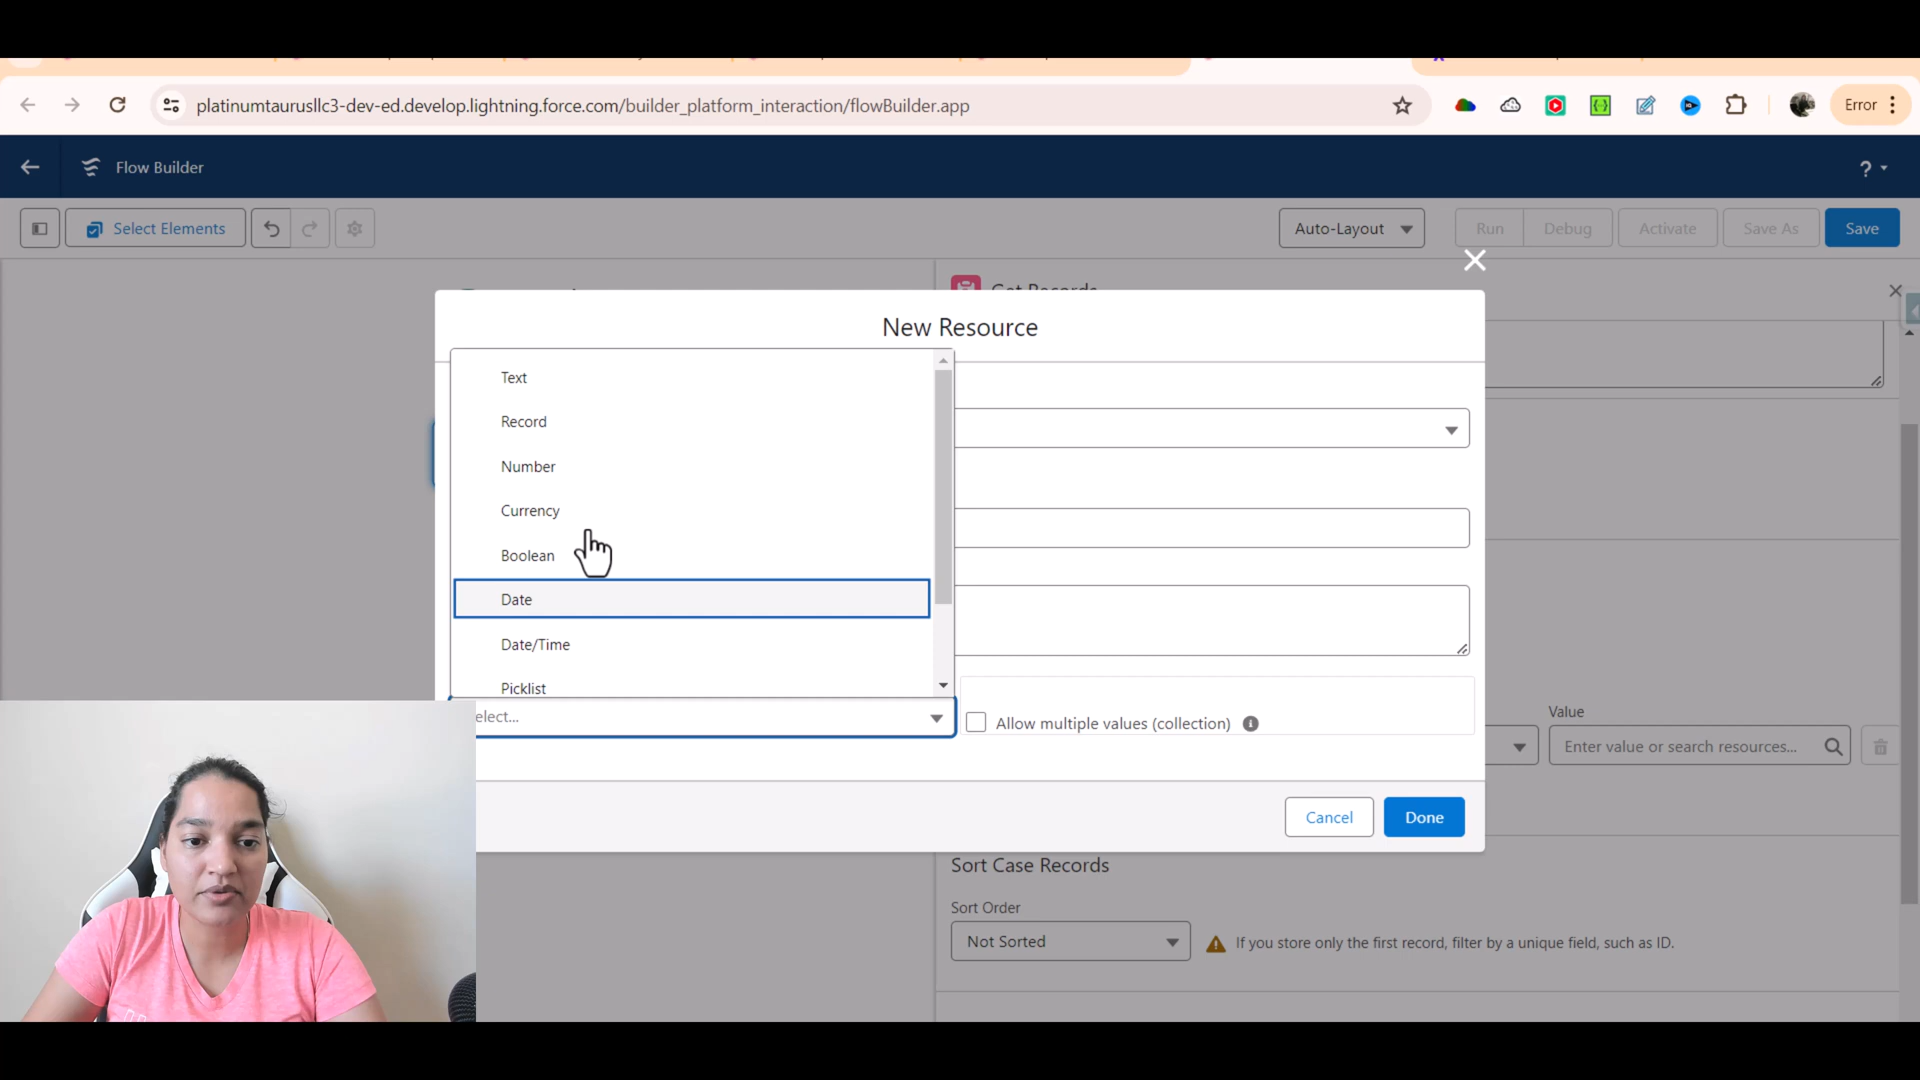 platinumtaurusllc3-dev-ed.develop.lightning.force.com/builder_platform_interaction/flowBuilder.app
Error
Flow Builder
?
Select Elements
Auto-Layout
Run
Debug
Activate
Save As
Save
Get Records
New Resource
Text
Record
Number
Currency
Boolean
Date
Date/Time
Picklist
elect...
Allow multiple values (collection)
Value
Enter value or search resources...
Cancel
Done
Sort Case Records
Sort Order
Not Sorted
If you store only the first record, filter by a unique field, such as ID.